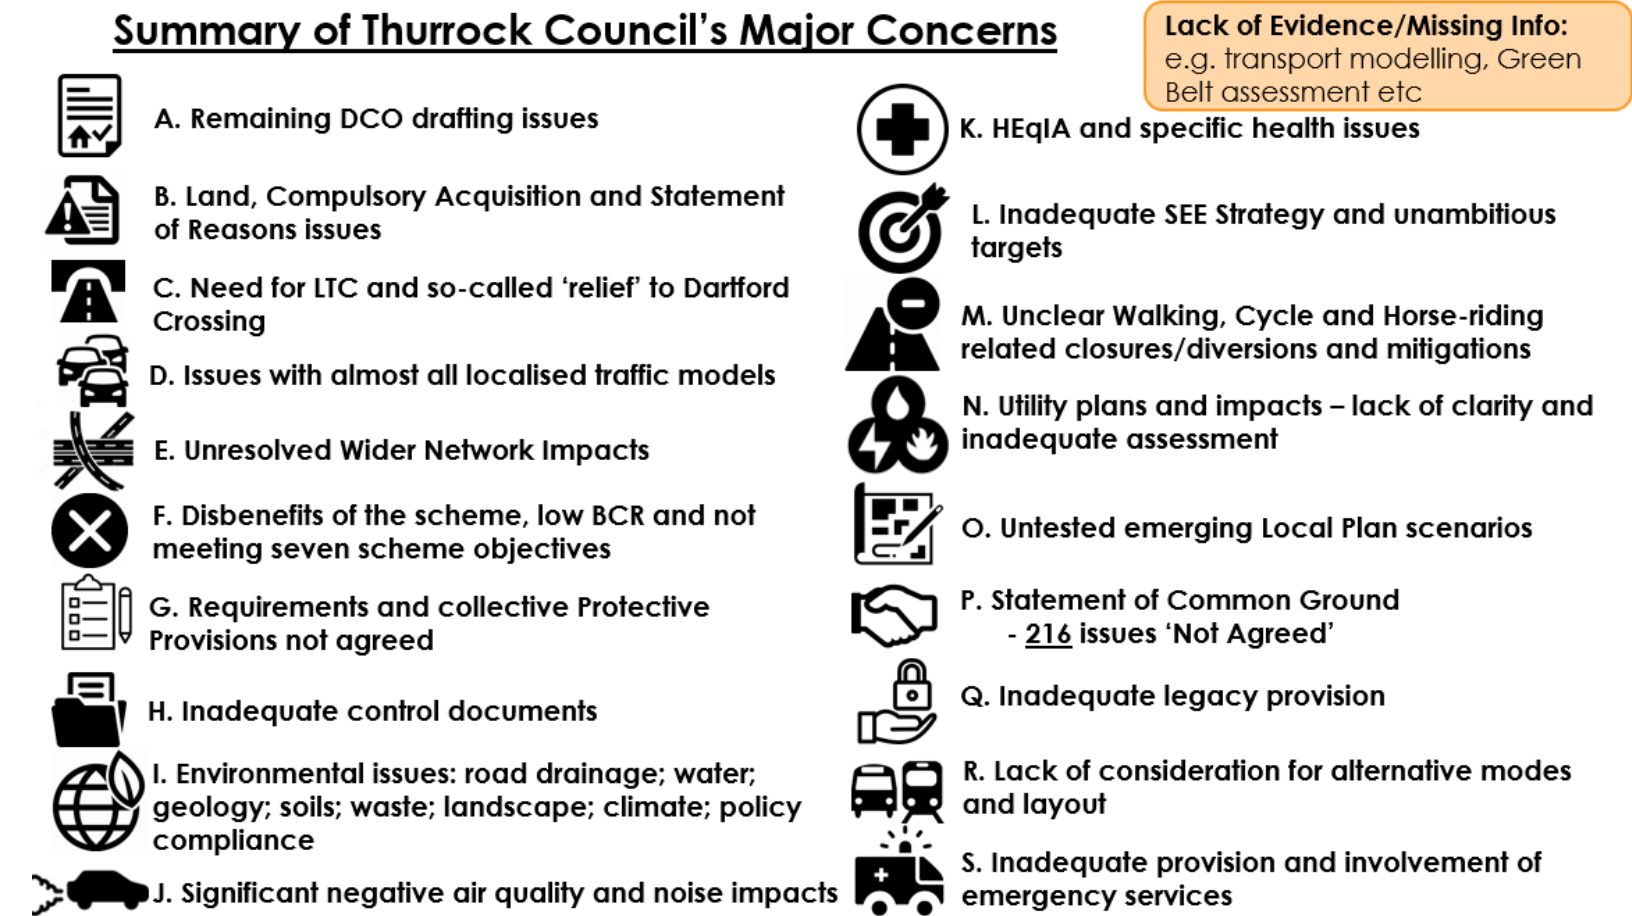 Summary of Thurrock Council's Major Concerns
Lack of Evidence/Missing Info:
e.g. transport modelling, Green
Belt assessment etc
A. Remaining DCO drafting issues
B. Land, Compulsory Acquisition and Statement
of Reasons issues
C. Need for LTC and so-called 'relief' to Dartford
Crossing
D. Issues with almost all localised traffic models
E. Unresolved Wider Network Impacts
F. Disbenefits of the scheme, low BCR and not
meeting seven scheme objectives
G. Requirements and collective Protective
Provisions not agreed
H. Inadequate control documents
I. Environmental issues: road drainage; water;
geology; soils; waste; landscape; climate; policy
compliance
J. Significant negative air quality and noise impacts
K. HEqIA and specific health issues
L. Inadequate SEE Strategy and unambitious
targets
M. Unclear Walking, Cycle and Horse-riding
related closures/diversions and mitigations
N. Utility plans and impacts – lack of clarity and
inadequate assessment
O. Untested emerging Local Plan scenarios
P. Statement of Common Ground
- 216 issues 'Not Agreed'
Q. Inadequate legacy provision
R. Lack of consideration for alternative modes
and layout
S. Inadequate provision and involvement of
emergency services